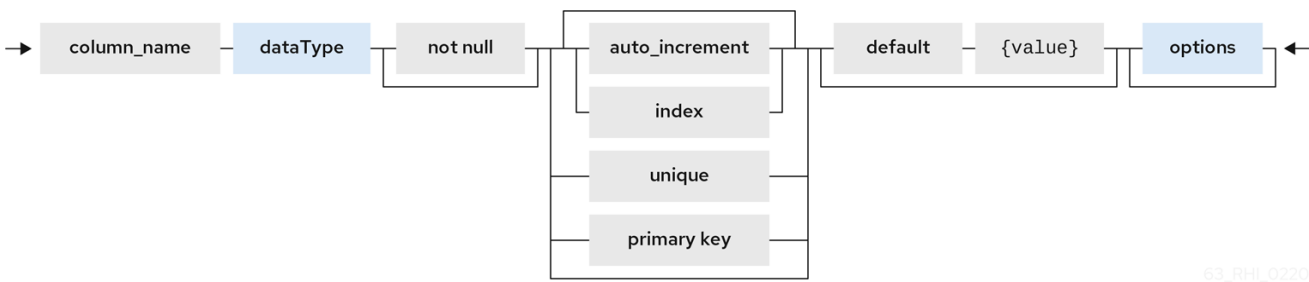 column_name dataType not null auto_increment default {value} options
index
unique
primary key
63_RHI_0220